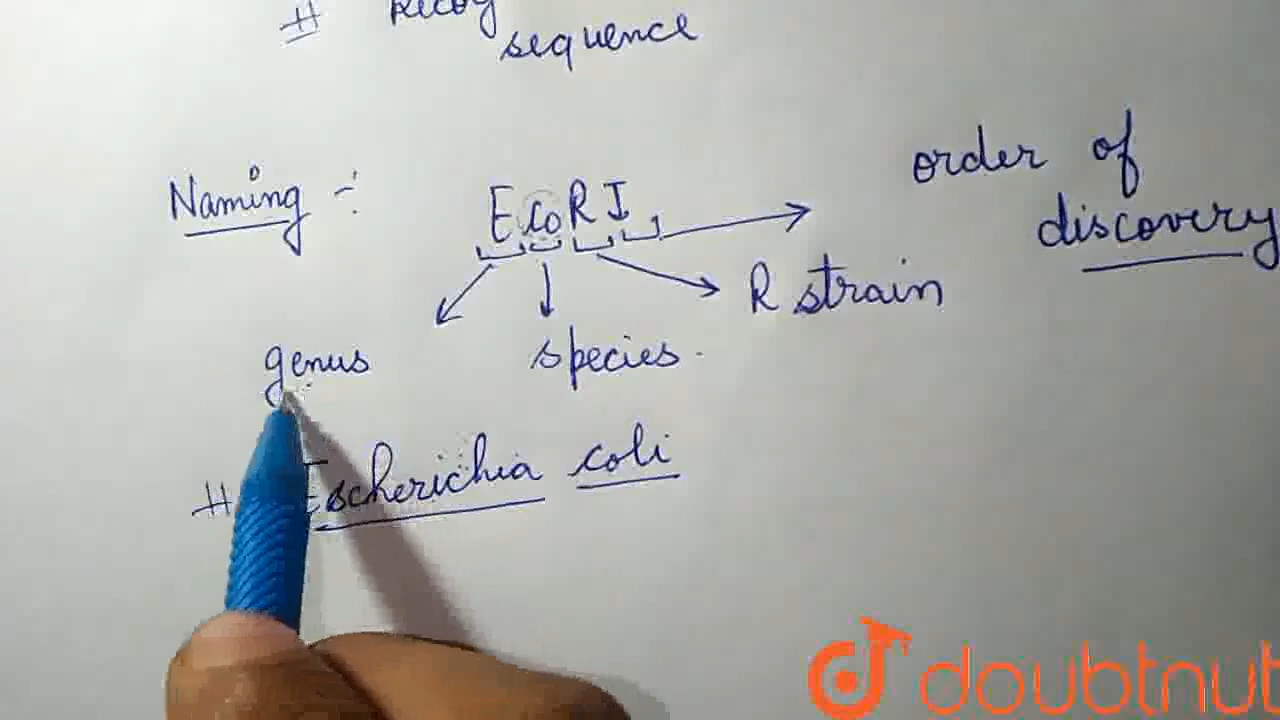 #
sequence
Naming :- EcoRI order of
discovery
R strain
genus species.
# Escherichia coli
doubtnut